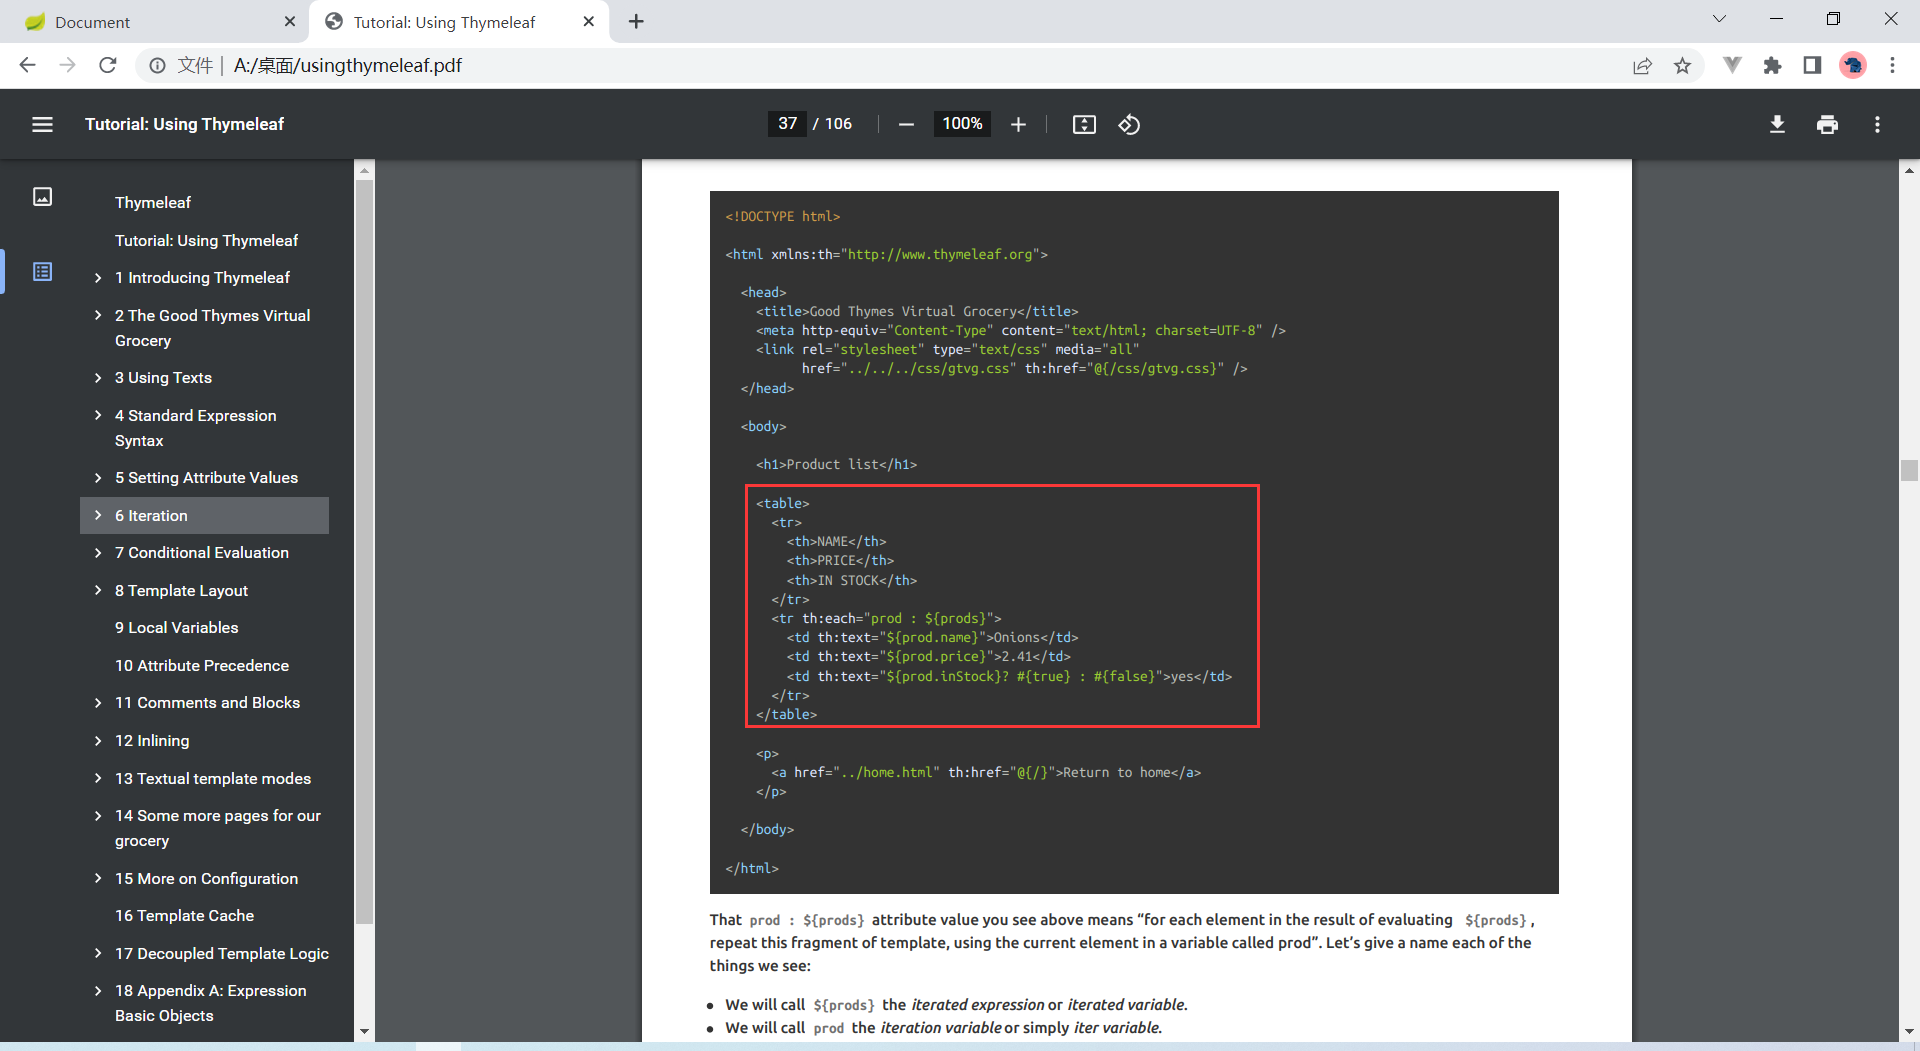 Document
Tutorial: Using Thymeleaf
文件 | A:/桌面/usingthymeleaf.pdf
Tutorial: Using Thymeleaf
37 / 106
100%
Thymeleaf
Tutorial: Using Thymeleaf
1 Introducing Thymeleaf
2 The Good Thymes Virtual
Grocery
3 Using Texts
4 Standard Expression
Syntax
5 Setting Attribute Values
6 Iteration
7 Conditional Evaluation
8 Template Layout
9 Local Variables
10 Attribute Precedence
11 Comments and Blocks
12 Inlining
13 Textual template modes
14 Some more pages for our
grocery
15 More on Configuration
16 Template Cache
17 Decoupled Template Logic
18 Appendix A: Expression
Basic Objects
<!DOCTYPE html>
<html xmlns:th="http://www.thymeleaf.org">
<head>
<title>Good Thymes Virtual Grocery</title>
<meta http-equiv="Content-Type" content="text/html; charset=UTF-8" />
<link rel="stylesheet" type="text/css" media="all"
href="../../../css/gtvg.css" th:href="@{/css/gtvg.css}" />
</head>
<body>
<h1>Product list</h1>
<table>
<tr>
<th>NAME</th>
<th>PRICE</th>
<th>IN STOCK</th>
</tr>
<tr th:each="prod : ${prods}">
<td th:text="${prod.name}">Onions</td>
<td th:text="${prod.price}">2.41</td>
<td th:text="${prod.inStock}? #{true} : #{false}">yes</td>
</tr>
</table>
<p>
<a href="../home.html" th:href="@{/}">Return to home</a>
</p>
</body>
</html>
That prod : ${prods} attribute value you see above means “for each element in the result of evaluating ${prods} ,
repeat this fragment of template, using the current element in a variable called prod”. Let’s give a name each of the
things we see:
• We will call ${prods} the iterated expression or iterated variable.
• We will call prod the iteration variable or simply iter variable.